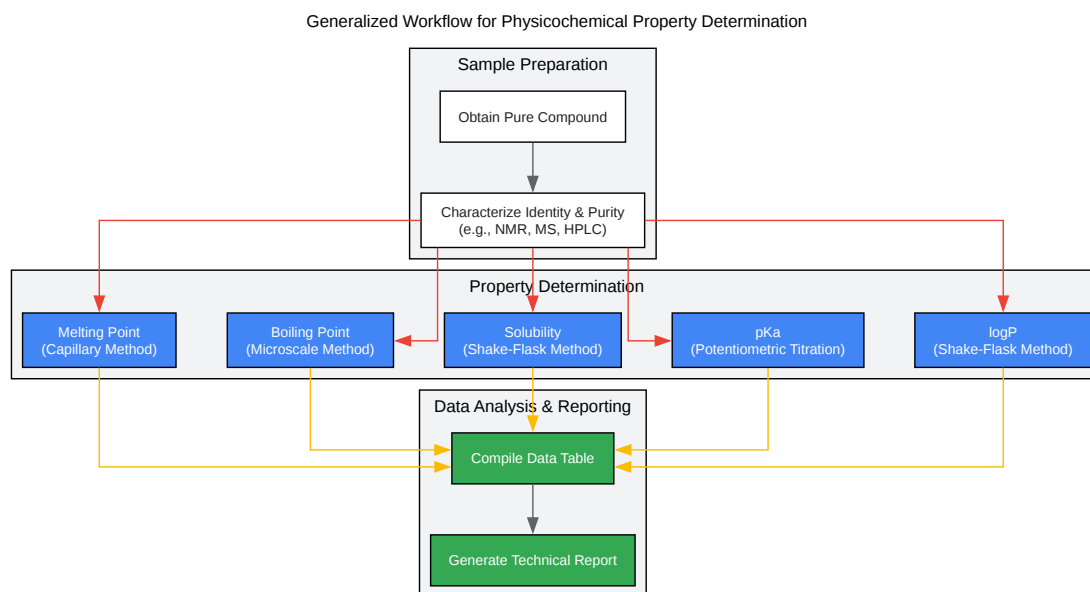 Generalized Workflow for Physicochemical Property Determination
Sample Preparation
Obtain Pure Compound
Characterize Identity & Purity
(e.g., NMR, MS, HPLC)
Property Determination
Melting Point
(Capillary Method)
Boiling Point
(Microscale Method)
Solubility
(Shake-Flask Method)
pKa
(Potentiometric Titration)
logP
(Shake-Flask Method)
Data Analysis & Reporting
Compile Data Table
Generate Technical Report